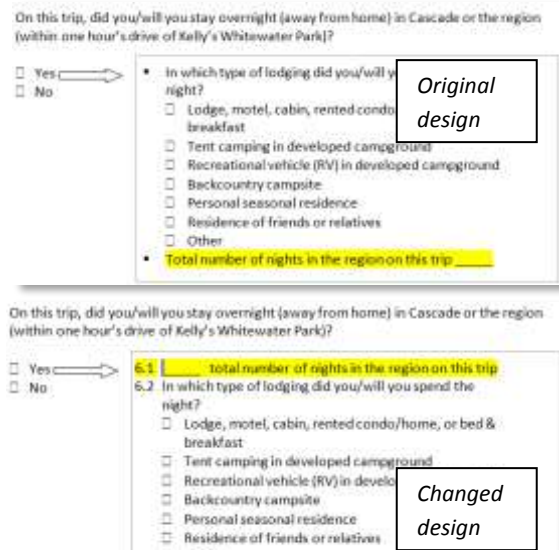 On this trip, did you/will you stay overnight (away from home) in Cascade or the region
(within one hour's drive of Kelly's Whitewater Park)?
Yes
No
• In which type of lodging did you/will
night?
Lodge, motel, cabin, rented condo
breakfast
Tent camping in developed campground
Recreational vehicle (RV) in developed campground
Backcountry campsite
Personal seasonal residence
Residence of friends or relatives
Other
• Total number of nights in the region on this trip _____
Original
design
On this trip, did you/will you stay overnight (away from home) in Cascade or the region
(within one hour's drive of Kelly's Whitewater Park)?
Yes
No
6.1 _____ total number of nights in the region on this trip
6.2 In which type of lodging did you/will you spend the
night?
Lodge, motel, cabin, rented condo/home, or bed &
breakfast
Tent camping in developed campground
Recreational vehicle (RV) in
Backcountry campsite
Personal seasonal residence
Residence of friends or relatives
Changed
design